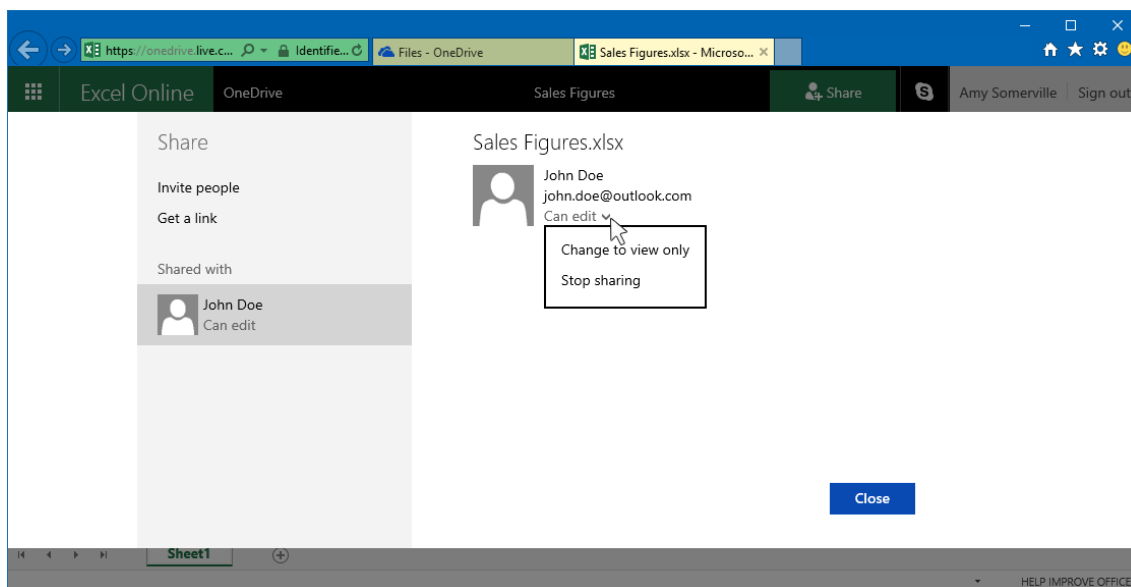 https://onedrive.live.c... Identifie... Files - OneDrive Sales Figures.xlsx - Microso...
Excel Online OneDrive Sales Figures Share Amy Somerville Sign out
Share
Invite people
Get a link
Shared with
John Doe
Can edit
Sales Figures.xlsx
John Doe
john.doe@outlook.com
Can edit
Change to view only
Stop sharing
Close
Sheet1
HELP IMPROVE OFFICE